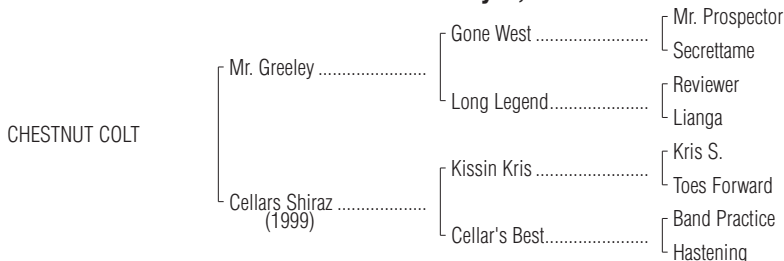 Mr. Prospector
Gone West ........................
Secrettame
Mr. Greeley .......................
Reviewer
Long Legend.....................
Lianga
CHESTNUT COLT
Kris S.
Kissin Kris ........................
Toes Forward
Cellars Shiraz ...................
(1999)
Band Practice
Cellar's Best......................
Hastening